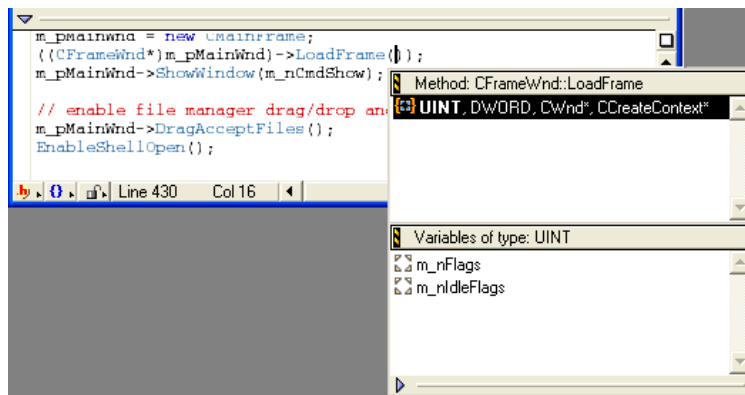 m_pMainWnd = new CMainFrame;
((CFrameWnd*)m_pMainWnd)->LoadFrame();
m_pMainWnd->ShowWindow(m_nCmdShow);
// enable file manager drag/drop and
m_pMainWnd->DragAcceptFiles();
EnableShellOpen();
Line 430 Col 16
Method: CFrameWnd::LoadFrame
UINT, DWORD, CWnd*, CCreateContext*
Variables of type: UINT
m_nFlags
m_nIdleFlags